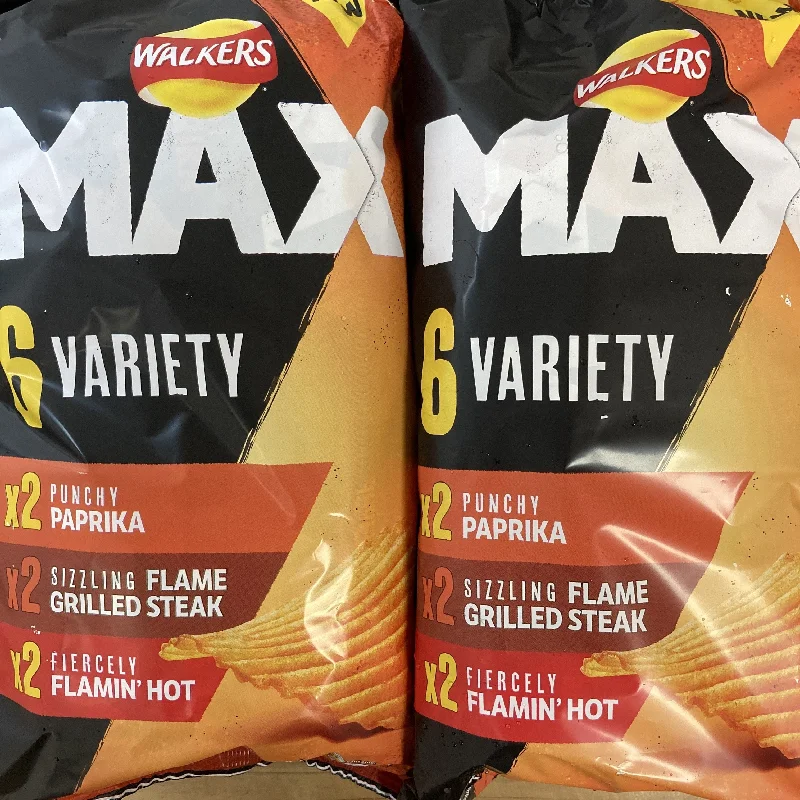 WALKERS
MAX
6 VARIETY
x2 PUNCHY
PAPRIKA
x2 SIZZLING FLAME
GRILLED STEAK
x2 FIERCELY
FLAMIN' HOT
WALKERS
MAX
6 VARIETY
x2 PUNCHY
PAPRIKA
x2 SIZZLING FLAME
GRILLED STEAK
x2 FIERCELY
FLAMIN' HOT